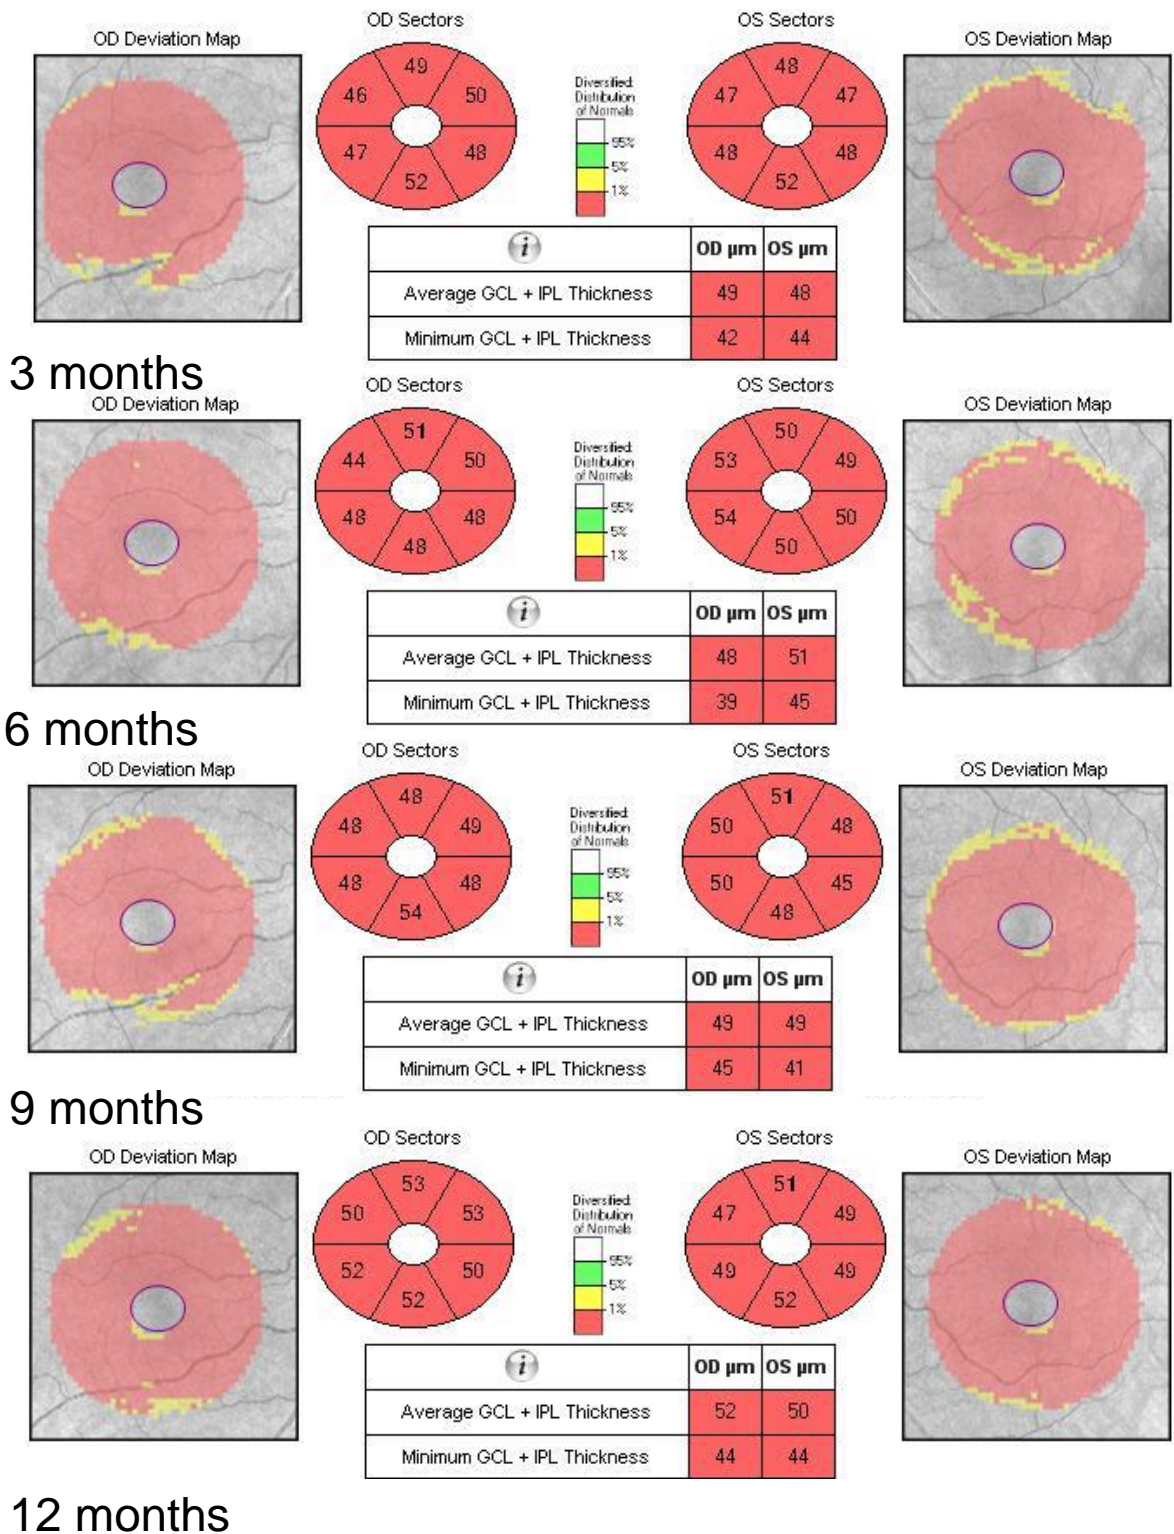 OD Sectors
OS Sectors
OD Deviation Map
OS Deviation Map
49
46
50
47
48
52
Diversified:
Distribution
of Normals
95%
5%
1%
48
47
47
48
48
52
OD µm OS µm
Average GCL + IPL Thickness 49 48
Minimum GCL + IPL Thickness 42 44
3 months
OD Sectors
OS Sectors
OD Deviation Map
OS Deviation Map
51
44
50
48
48
48
Diversified:
Distribution
of Normals
95%
5%
1%
50
53
49
54
50
50
OD µm OS µm
Average GCL + IPL Thickness 48 51
Minimum GCL + IPL Thickness 39 45
6 months
OD Sectors
OS Sectors
OD Deviation Map
OS Deviation Map
48
48
49
48
48
54
Diversified:
Distribution
of Normals
95%
5%
1%
51
50
48
50
45
48
OD µm OS µm
Average GCL + IPL Thickness 49 49
Minimum GCL + IPL Thickness 45 41
9 months
OD Sectors
OS Sectors
OD Deviation Map
OS Deviation Map
53
50
53
52
50
52
Diversified:
Distribution
of Normals
95%
5%
1%
51
47
49
49
49
52
OD µm OS µm
Average GCL + IPL Thickness 52 50
Minimum GCL + IPL Thickness 44 44
12 months